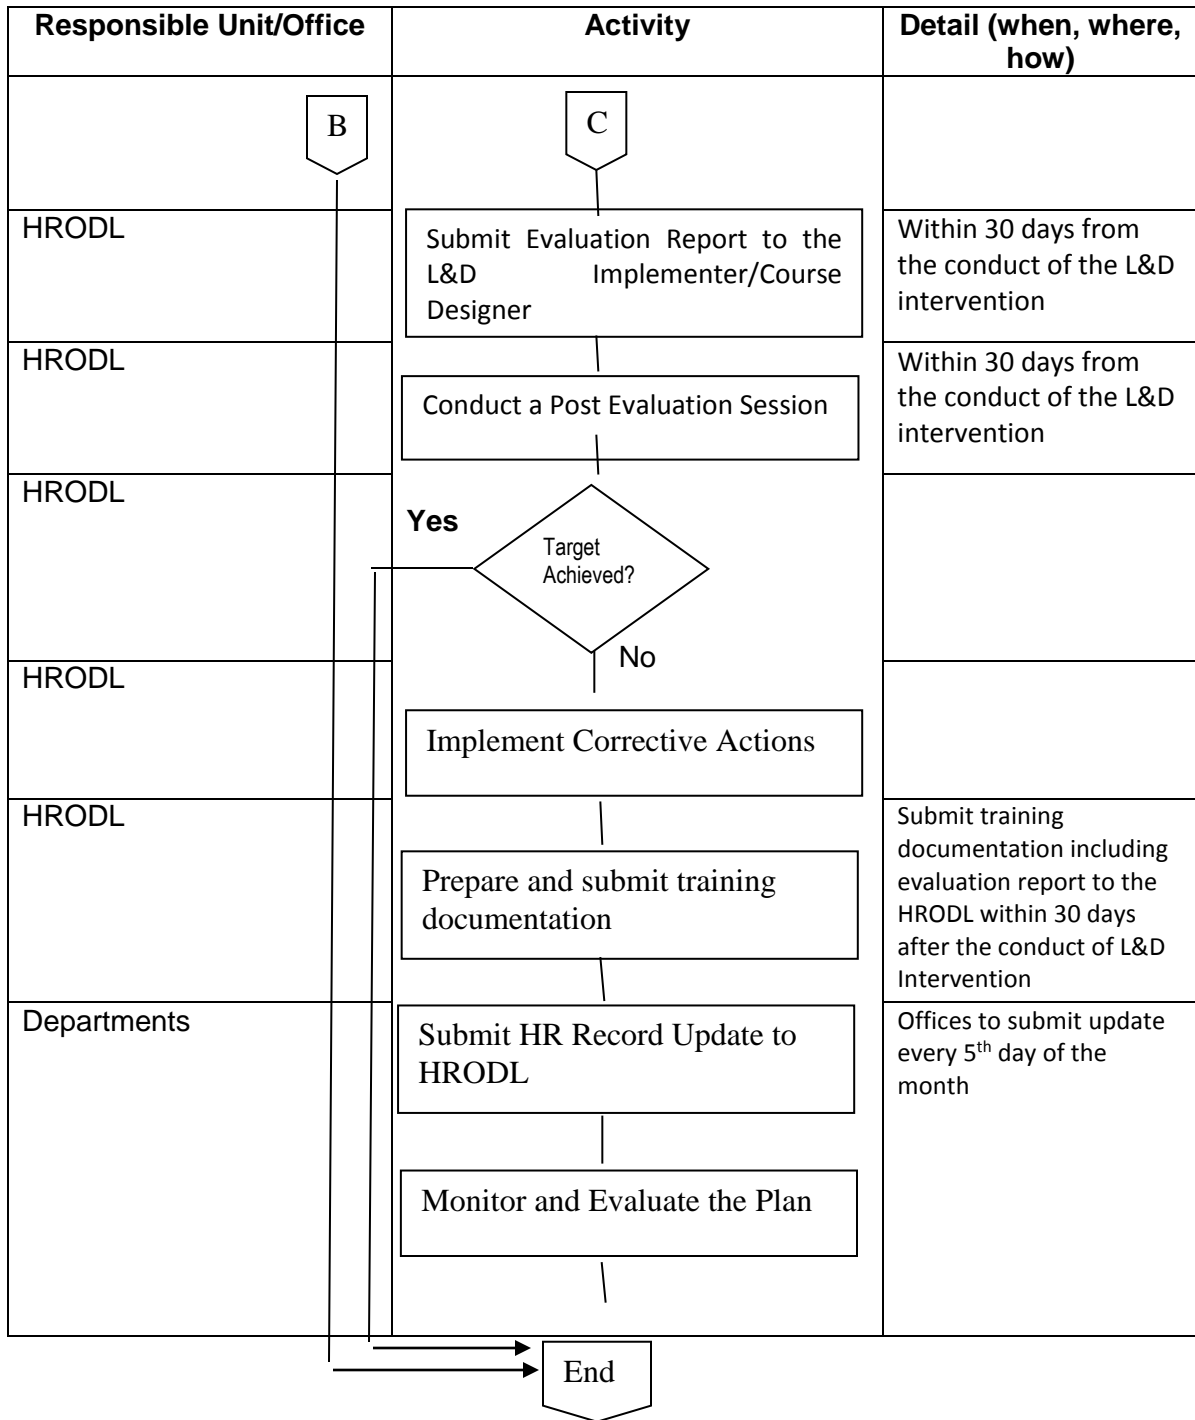 Responsible Unit/Office
Activity
Detail (when, where,
how)
B
C
HRODL
Submit Evaluation Report to the
L&D Implementer/Course
Designer
Within 30 days from
the conduct of the L&D
intervention
HRODL
Conduct a Post Evaluation Session
Within 30 days from
the conduct of the L&D
intervention
HRODL
Yes
Target
Achieved?
No
HRODL
Implement Corrective Actions
HRODL
Prepare and submit training
documentation
Submit training
documentation including
evaluation report to the
HRODL within 30 days
after the conduct of L&D
Intervention
Departments
Submit HR Record Update to
HRODL
Offices to submit update
every 5th day of the
month
Monitor and Evaluate the Plan
End